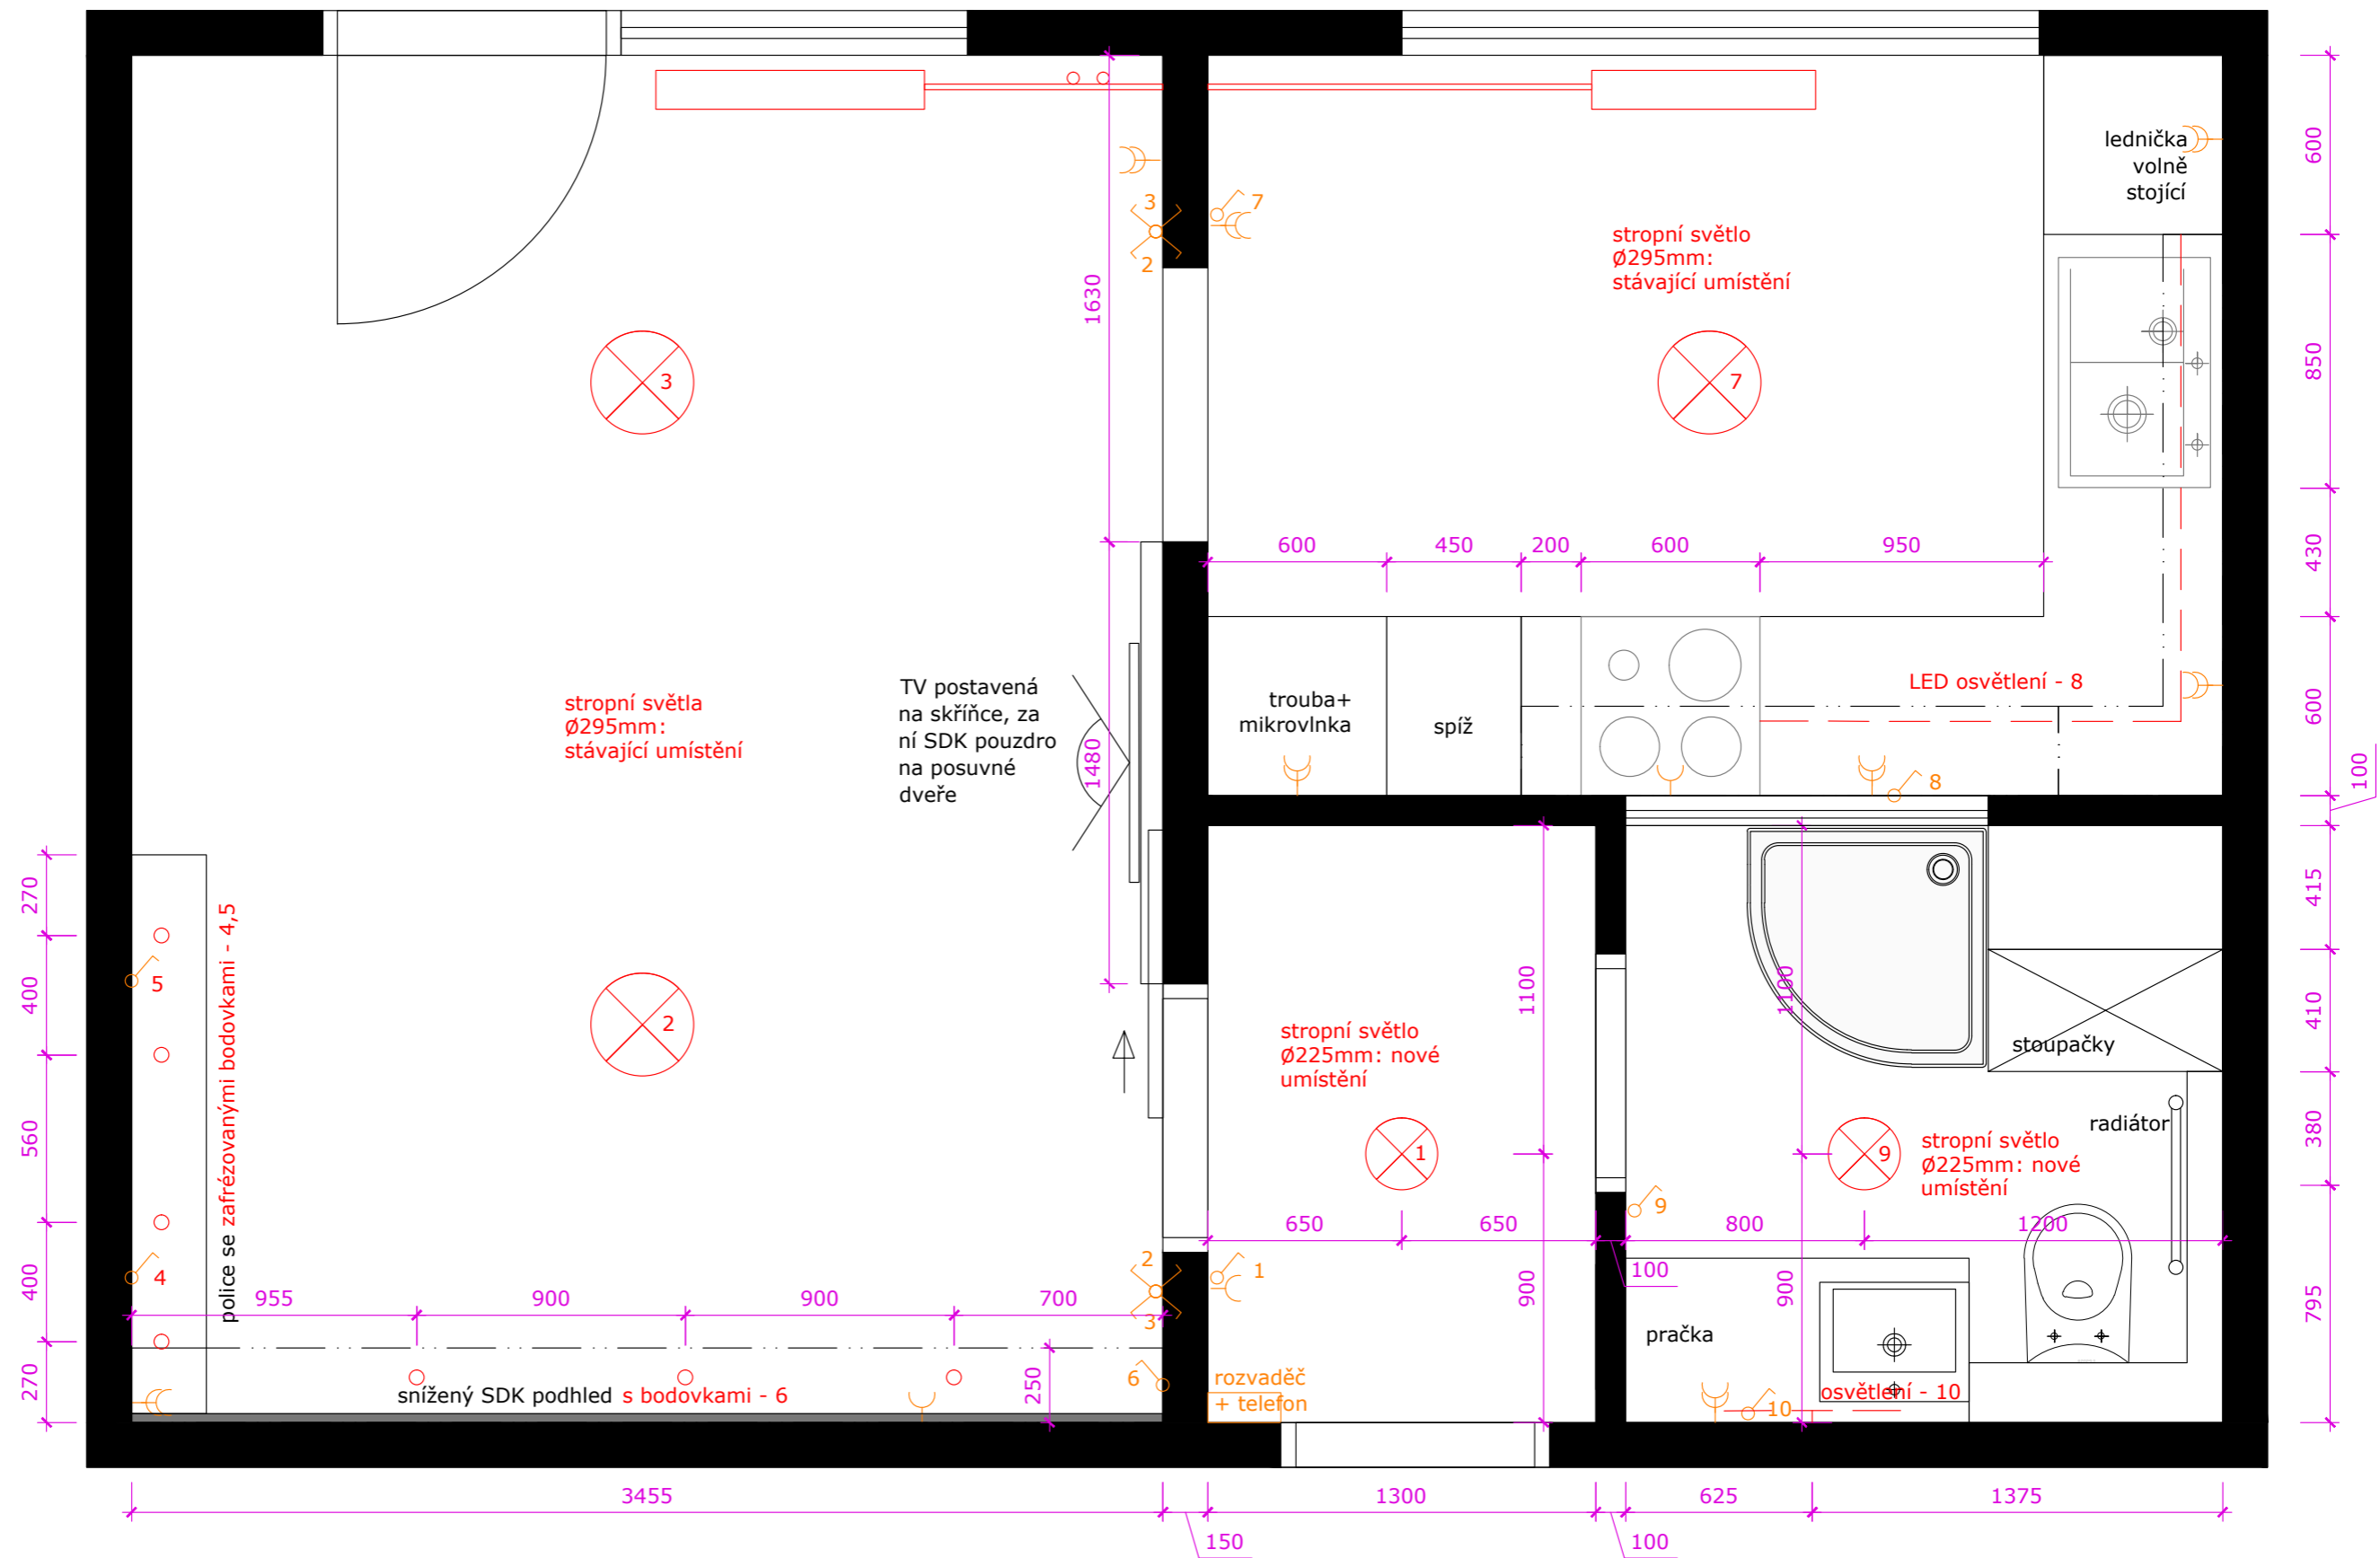 lednička
volně
stojící
600
3
7
2
stropní světlo
Ø295mm:
stávající umístění
1630
850
3
7
600
450
200
600
950
430
TV postavená
na skříňce, za
ní SDK pouzdro
na posuvné
dveře
stropní světla
Ø295mm:
stávající umístění
1480
trouba+
mikrovlnka
spíž
LED osvětlení - 8
8
600
100
270
400
560
400
270
police se zafrézovanými bodovkami - 4,5
5
4
2
1100
1100
415
410
stoupačky
stropní světlo
Ø225mm: nové
umístění
1
9
radiátor
stropní světlo
Ø225mm: nové
umístění
380
9
650
650
800
1200
100
2
3
1
900
900
795
955
900
900
700
250
6
snížený SDK podhled s bodovkami - 6
rozvaděč
+ telefon
pračka
osvětlení - 10
10
3455
1300
625
1375
150
100